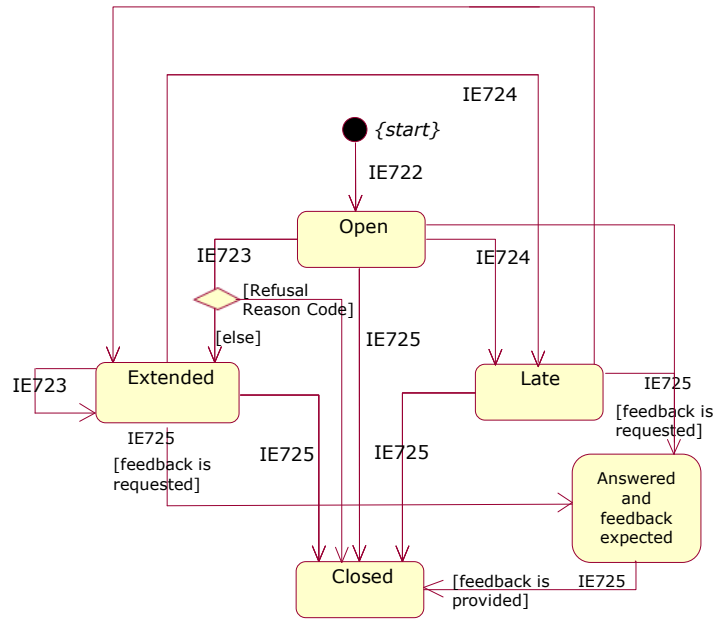 IE724
{start}
IE722
Open
IE723
IE724
[Refusal
Reason Code]
[else]
IE725
Extended
Late
IE723
IE725
[feedback is
requested]
IE725
[feedback is
requested]
IE725
IE725
Answered
and
feedback
expected
Closed
[feedback is
provided]
IE725